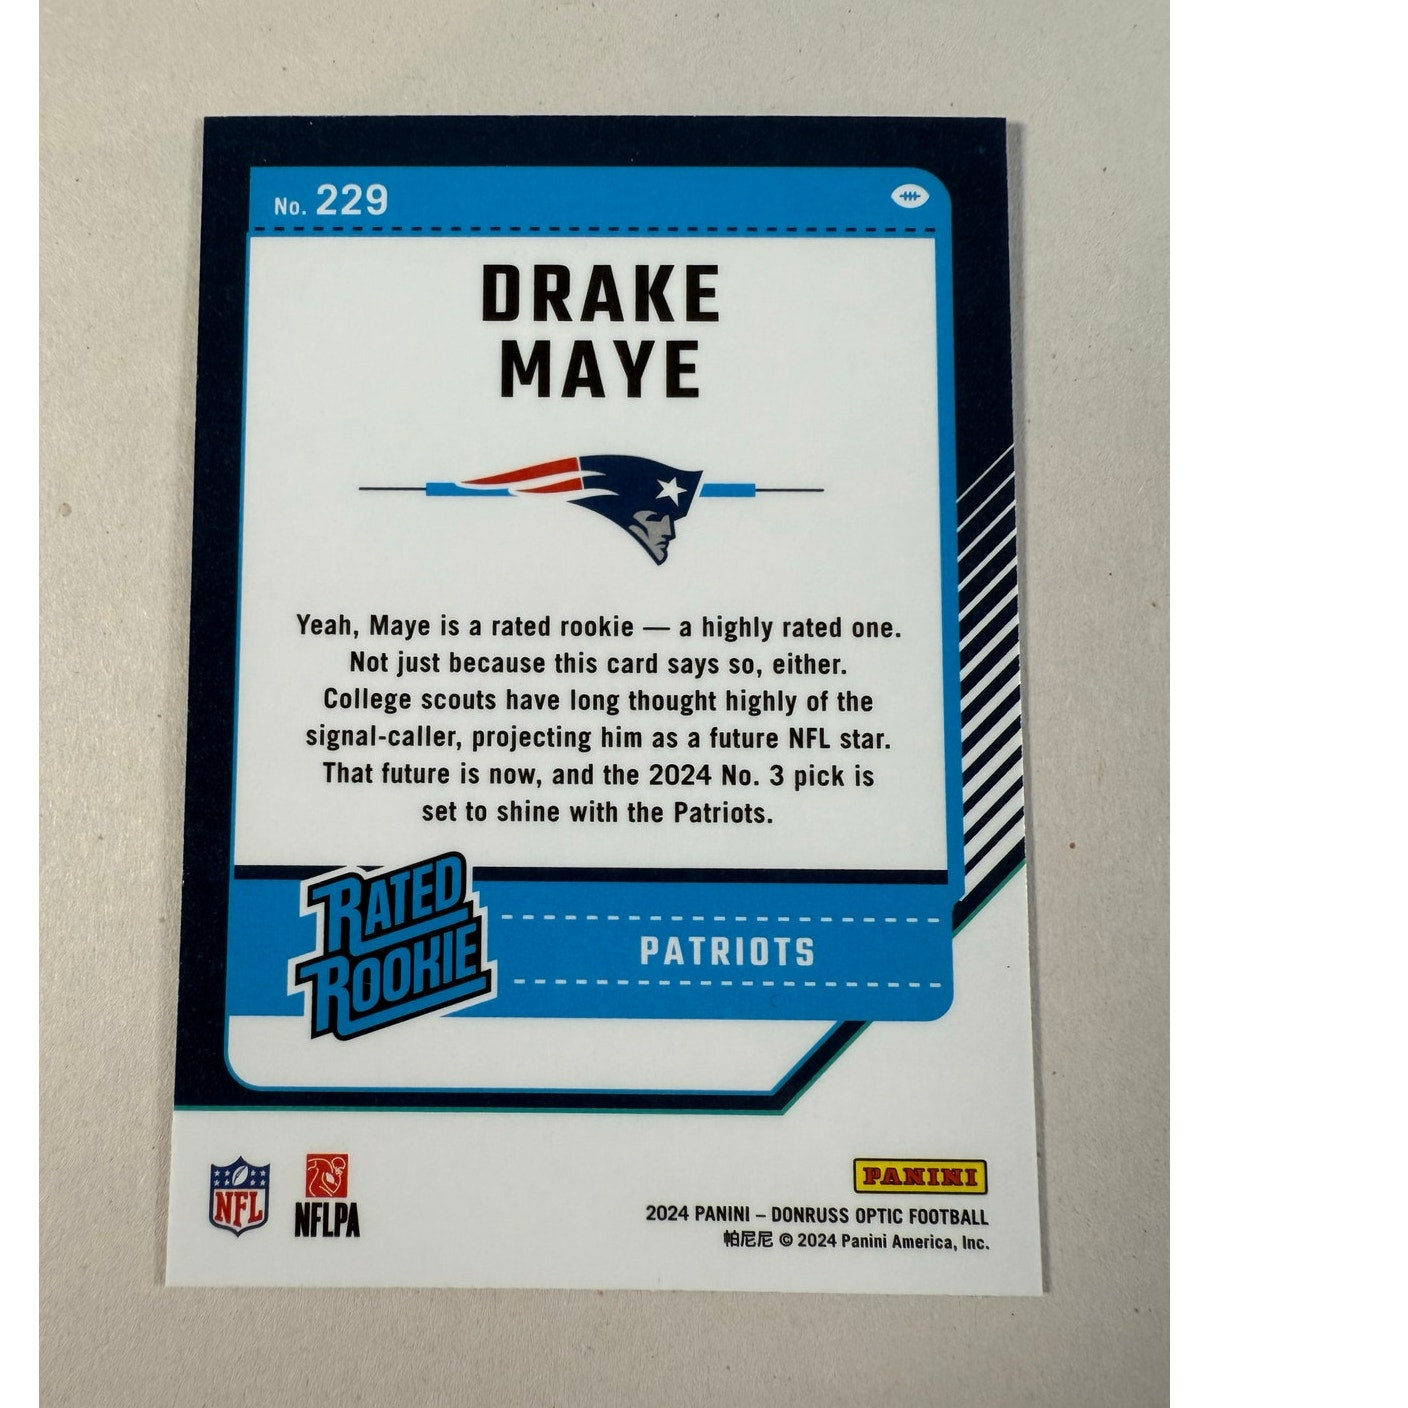 No. 229
DRAKE
MAYE
Yeah, Maye is a rated rookie — a highly rated one.
Not just because this card says so, either.
College scouts have long thought highly of the
signal-caller, projecting him as a future NFL star.
That future is now, and the 2024 No. 3 pick is
set to shine with the Patriots.
RATED
ROOKIE
PATRIOTS
NFL
NFLPA
PANINI
2024 PANINI – DONRUSS OPTIC FOOTBALL
帕尼尼 © 2024 Panini America, Inc.